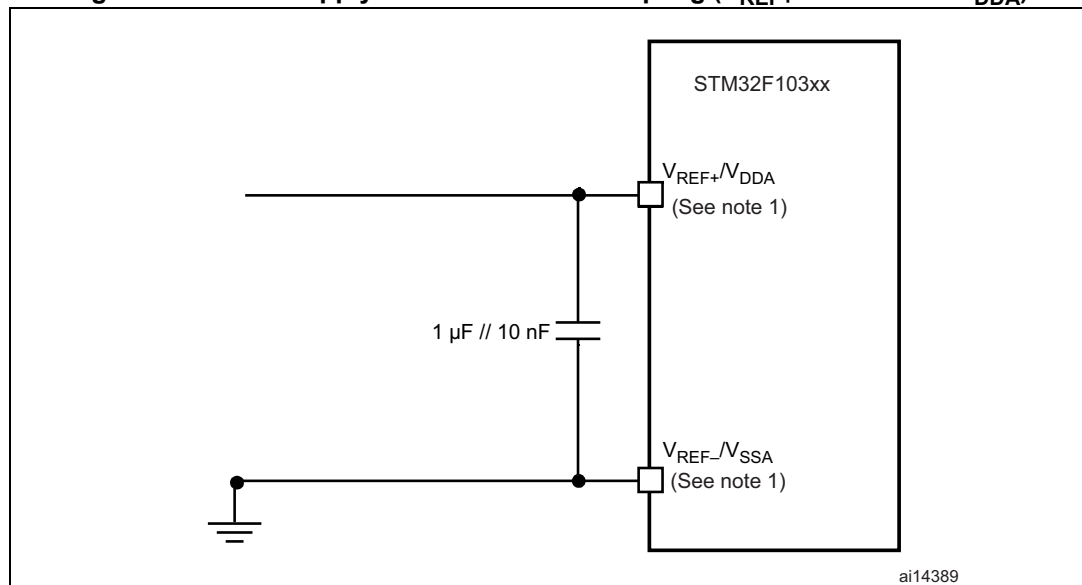 STM32F103xx
VREF+/VDDA
(See note 1)
1 µF // 10 nF
VREF–/VSSA
(See note 1)
ai14389